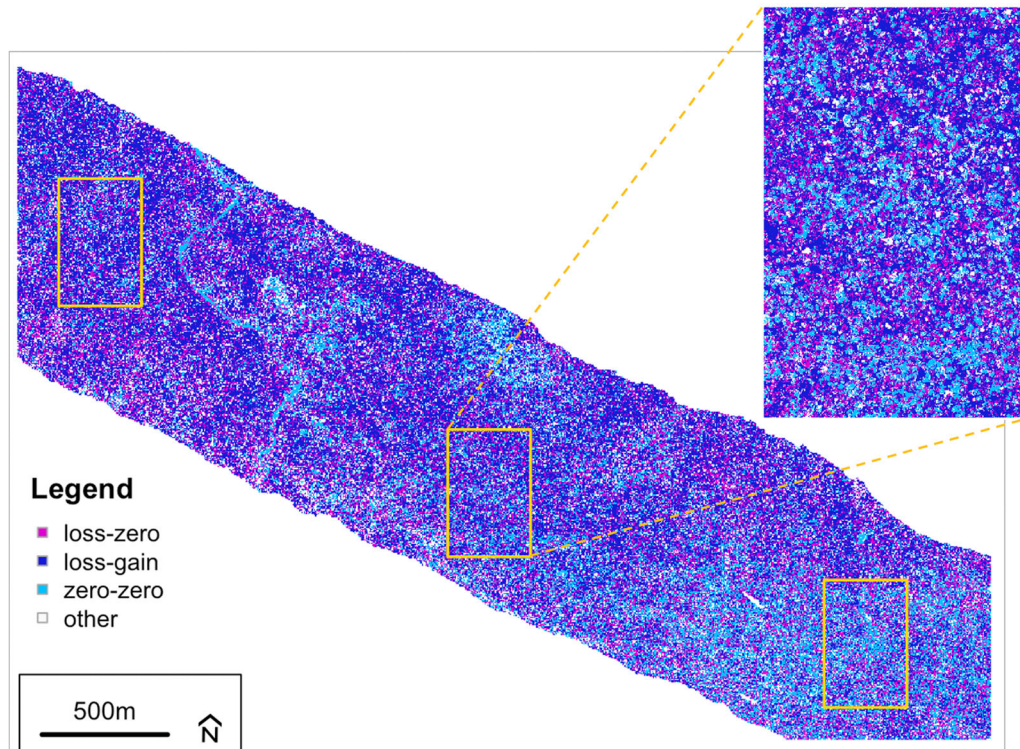 Legend
loss-zero
loss-gain
zero-zero
other
500m
N